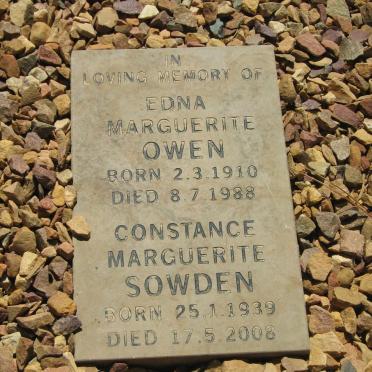 IN
LOVING MEMORY OF
EDNA
MARGUERITE
OWEN
BORN 2.3.1910
DIED 8.7.1988
CONSTANCE
MARGUERITE
SOWDEN
BORN 25.1.1939
DIED 17.5.2008